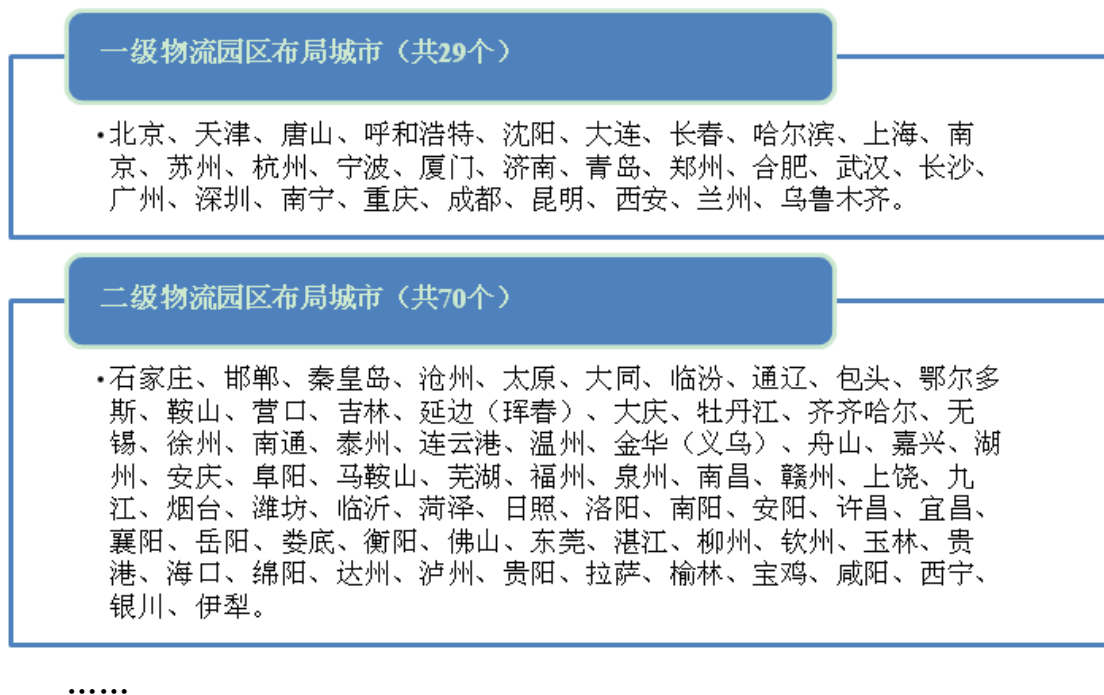 一级物流园区布局城市（共29个）
•北京、天津、唐山、呼和浩特、沈阳、大连、长春、哈尔滨、上海、南
京、苏州、杭州、宁波、厦门、济南、青岛、郑州、合肥、武汉、长沙、
广州、深圳、南宁、重庆、成都、昆明、西安、兰州、乌鲁木齐。
二级物流园区布局城市（共70个）
•石家庄、邯郸、秦皇岛、沧州、太原、大同、临汾、通辽、包头、鄂尔多
斯、鞍山、营口、吉林、延边（珲春）、大庆、牡丹江、齐齐哈尔、无
锡、徐州、南通、泰州、连云港、温州、金华（义乌）、舟山、嘉兴、湖
州、安庆、阜阳、马鞍山、芜湖、福州、泉州、南昌、赣州、上饶、九
江、烟台、潍坊、临沂、菏泽、日照、洛阳、南阳、安阳、许昌、宜昌、
襄阳、岳阳、娄底、衡阳、佛山、东莞、湛江、柳州、钦州、玉林、贵
港、海口、绵阳、达州、泸州、贵阳、拉萨、榆林、宝鸡、咸阳、西宁、
银川、伊犁。
……